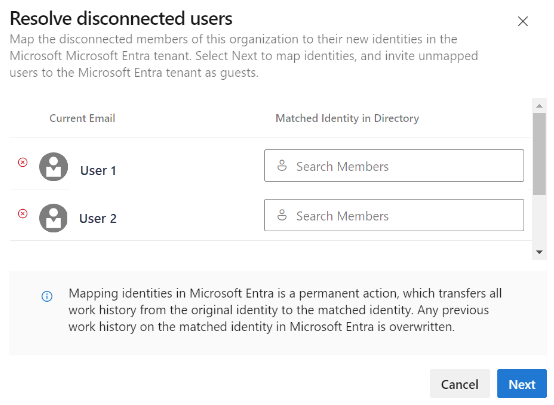 Resolve disconnected users
Map the disconnected members of this organization to their new identities in the
Microsoft Microsoft Entra tenant. Select Next to map identities, and invite unmapped
users to the Microsoft Entra tenant as guests.
Current Email Matched Identity in Directory
User 1 Search Members
User 2 Search Members
Mapping identities in Microsoft Entra is a permanent action, which transfers all
work history from the original identity to the matched identity. Any previous
work history on the matched identity in Microsoft Entra is overwritten.
Cancel Next